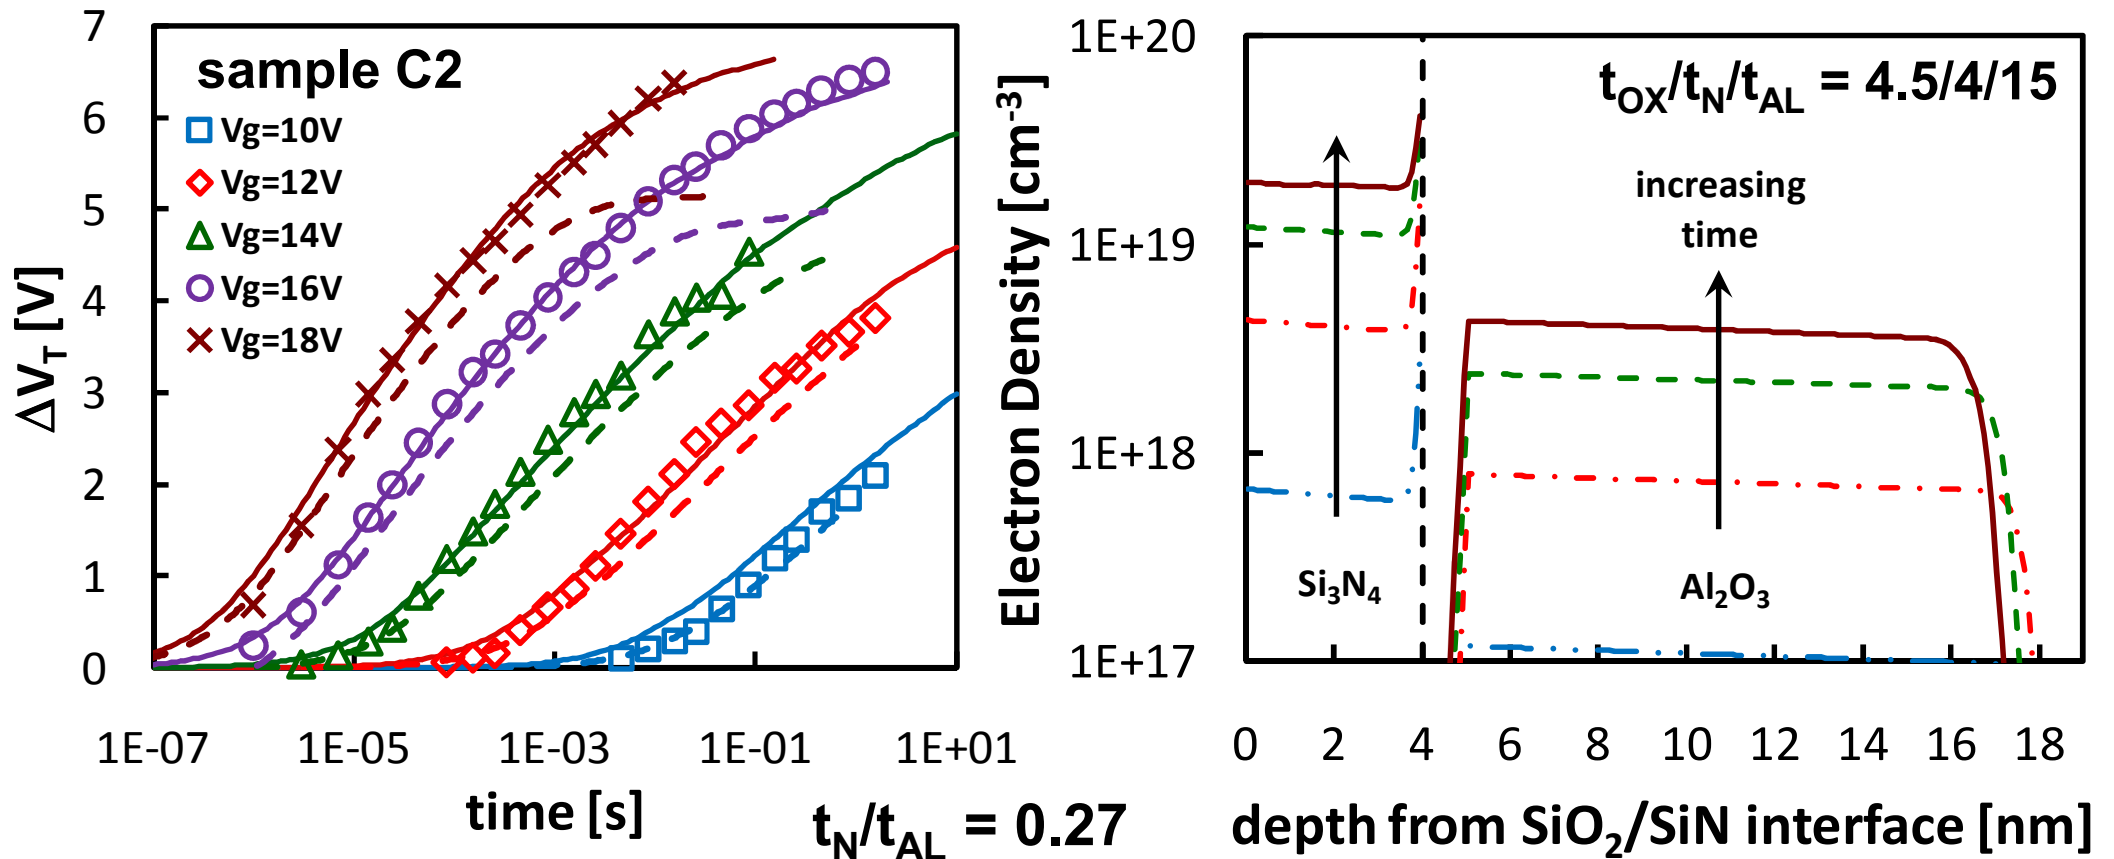 7
6
5
4
3
2
1
0
ΔV_T [V]
sample C2
Vg=10V
Vg=12V
Vg=14V
Vg=16V
Vg=18V
1E-07 1E-05 1E-03 1E-01 1E+01
time [s]
t_N/t_AL = 0.27
1E+20
1E+19
1E+18
1E+17
Electron Density [cm⁻³]
t_OX/t_N/t_AL = 4.5/4/15
increasing
time
Si₃N₄
Al₂O₃
0 2 4 6 8 10 12 14 16 18
depth from SiO₂/SiN interface [nm]